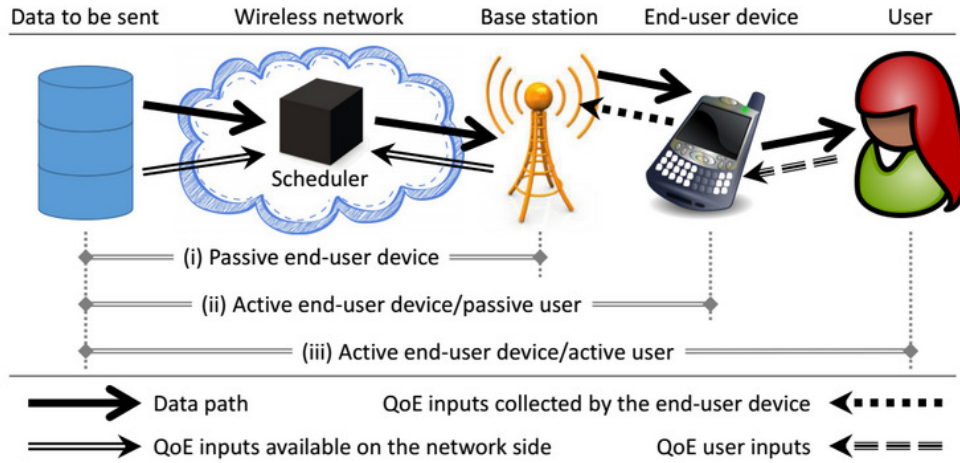 Data to be sent
Wireless network
Base station
End-user device
User
Scheduler
(i) Passive end-user device
(ii) Active end-user device/passive user
(iii) Active end-user device/active user
Data path
QoE inputs collected by the end-user device
QoE inputs available on the network side
QoE user inputs